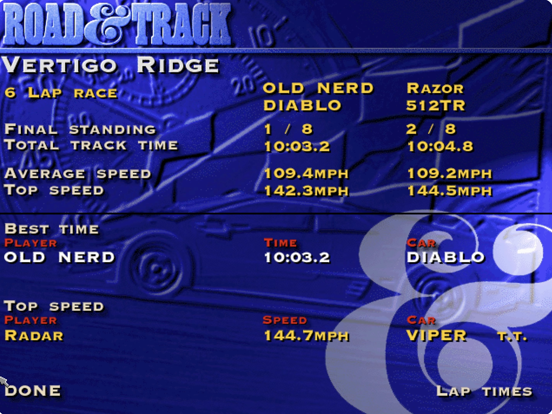 ROAD & TRACK
VERTIGO RIDGE
6 LAP RACE OLD NERD RAZOR
DIABLO 512TR
FINAL STANDING 1 / 8 2 / 8
TOTAL TRACK TIME 10:03.2 10:04.8
AVERAGE SPEED 109.4MPH 109.2MPH
TOP SPEED 142.3MPH 144.5MPH
BEST TIME
PLAYER TIME CAR
OLD NERD 10:03.2 DIABLO
TOP SPEED
PLAYER SPEED CAR
RADAR 144.7MPH VIPER T.T.
DONE LAP TIMES